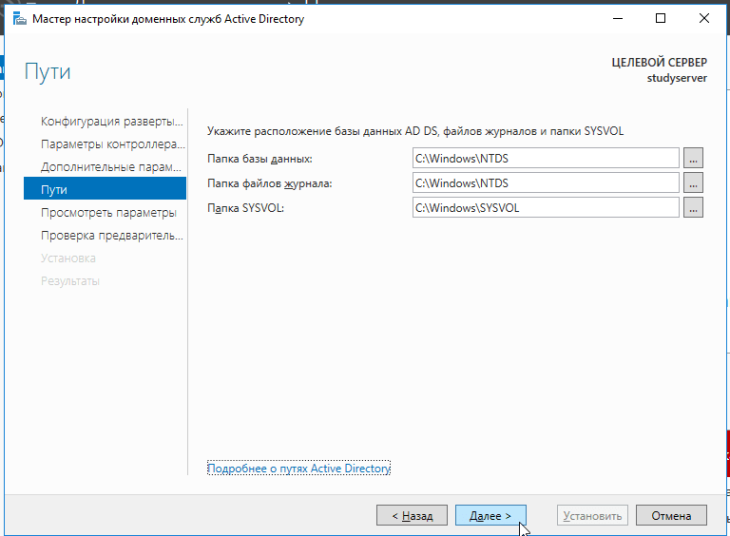 Мастер настройки доменных служб Active Directory
Пути
ЦЕЛЕВОЙ СЕРВЕР
studyserver
Конфигурация разверты...
Параметры контроллера...
Дополнительные парам...
Пути
Просмотреть параметры
Проверка предваритель...
Установка
Результаты
Укажите расположение базы данных AD DS, файлов журналов и папки SYSVOL
Папка базы данных: C:\Windows\NTDS ...
Папка файлов журнала: C:\Windows\NTDS ...
Папка SYSVOL: C:\Windows\SYSVOL ...
Подробнее о путях Active Directory
< Назад Далее > Установить Отмена